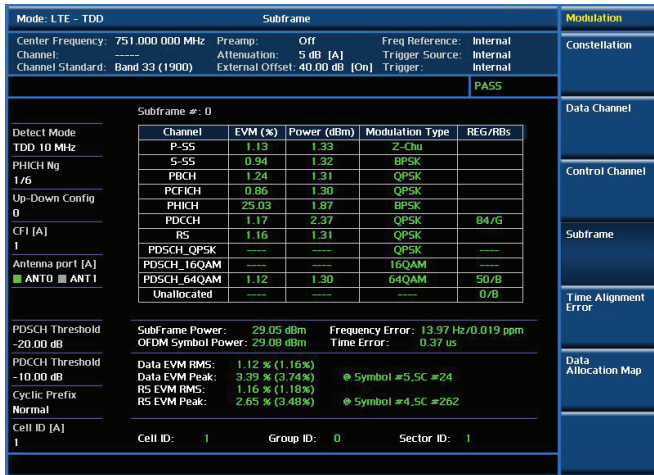 Mode: LTE - TDD Subframe
Modulation
Center Frequency: 751.000 000 MHz Preamp: Off Freq Reference: Internal
Channel: ----- Attenuation: 5 dB [A] Trigger Source: Internal
Channel Standard: Band 33 (1900) External Offset: 40.00 dB [On] Trigger: Internal
PASS
Constellation
Data Channel
Control Channel
Subframe
Time Alignment
Error
Data
Allocation Map
Detect Mode
TDD 10 MHz
PHICH Ng
1/6
Up-Down Config
0
CFI [A]
1
Antenna port [A]
ANT0 ANT1
PDSCH Threshold
-20.00 dB
PDCCH Threshold
-10.00 dB
Cyclic Prefix
Normal
Cell ID [A]
1
Subframe #: 0
Channel EVM (%) Power (dBm) Modulation Type REG/RBs
P-SS 1.13 1.33 Z-Chu
S-SS 0.94 1.32 BPSK
PBCH 1.24 1.31 QPSK
PCFICH 0.86 1.30 QPSK
PHICH 25.03 1.87 BPSK
PDCCH 1.17 2.37 QPSK 84/G
RS 1.16 1.31 QPSK
PDSCH_QPSK ---- ---- QPSK ----
PDSCH_16QAM ---- ---- 16QAM ----
PDSCH_64QAM 1.12 1.30 64QAM 50/B
Unallocated ---- ---- ---- 0/B
SubFrame Power: 29.05 dBm Frequency Error: 13.97 Hz/0.019 ppm
OFDM Symbol Power: 29.08 dBm Time Error: 0.37 us
Data EVM RMS: 1.12 % (1.16%)
Data EVM Peak: 3.39 % (3.74%) @ Symbol #5,SC #24
RS EVM RMS: 1.16 % (1.18%)
RS EVM Peak: 2.65 % (3.48%) @ Symbol #4,SC #262
Cell ID: 1 Group ID: 0 Sector ID: 1